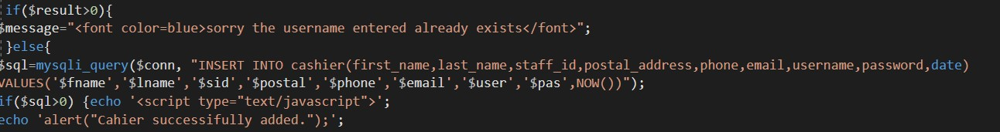 if($result>0){
$message="<font color=blue>sorry the username entered already exists</font>";
}else{
$sql=mysqli_query($conn, "INSERT INTO cashier(first_name,last_name,staff_id,postal_address,phone,email,username,password,date)
VALUES('$fname','$lname','$sid','$postal','$phone','$email','$user','$pas',NOW())");
if($sql>0) {echo '<script type="text/javascript">';
echo 'alert("Cahier successifully added.");';